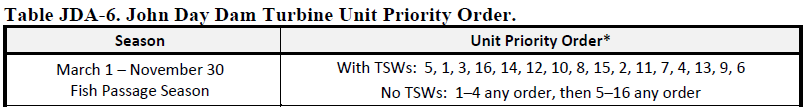 Table JDA-6. John Day Dam Turbine Unit Priority Order.
Season Unit Priority Order*
March 1 – November 30 With TSWs: 5, 1, 3, 16, 14, 12, 10, 8, 15, 2, 11, 7, 4, 13, 9, 6
Fish Passage Season No TSWs: 1–4 any order, then 5–16 any order